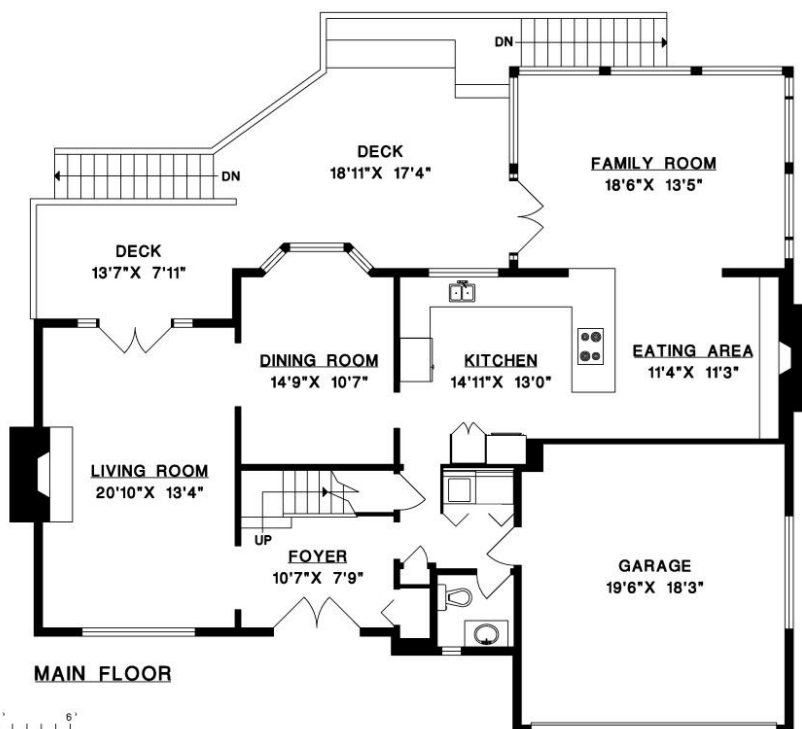 DN
DN
DECK
18'11"X 17'4"
FAMILY ROOM
18'6"X 13'5"
DECK
13'7"X 7'11"
DINING ROOM
14'9"X 10'7"
KITCHEN
14'11"X 13'0"
EATING AREA
11'4"X 11'3"
LIVING ROOM
20'10"X 13'4"
UP
FOYER
10'7"X 7'9"
GARAGE
19'6"X 18'3"
MAIN FLOOR
6'